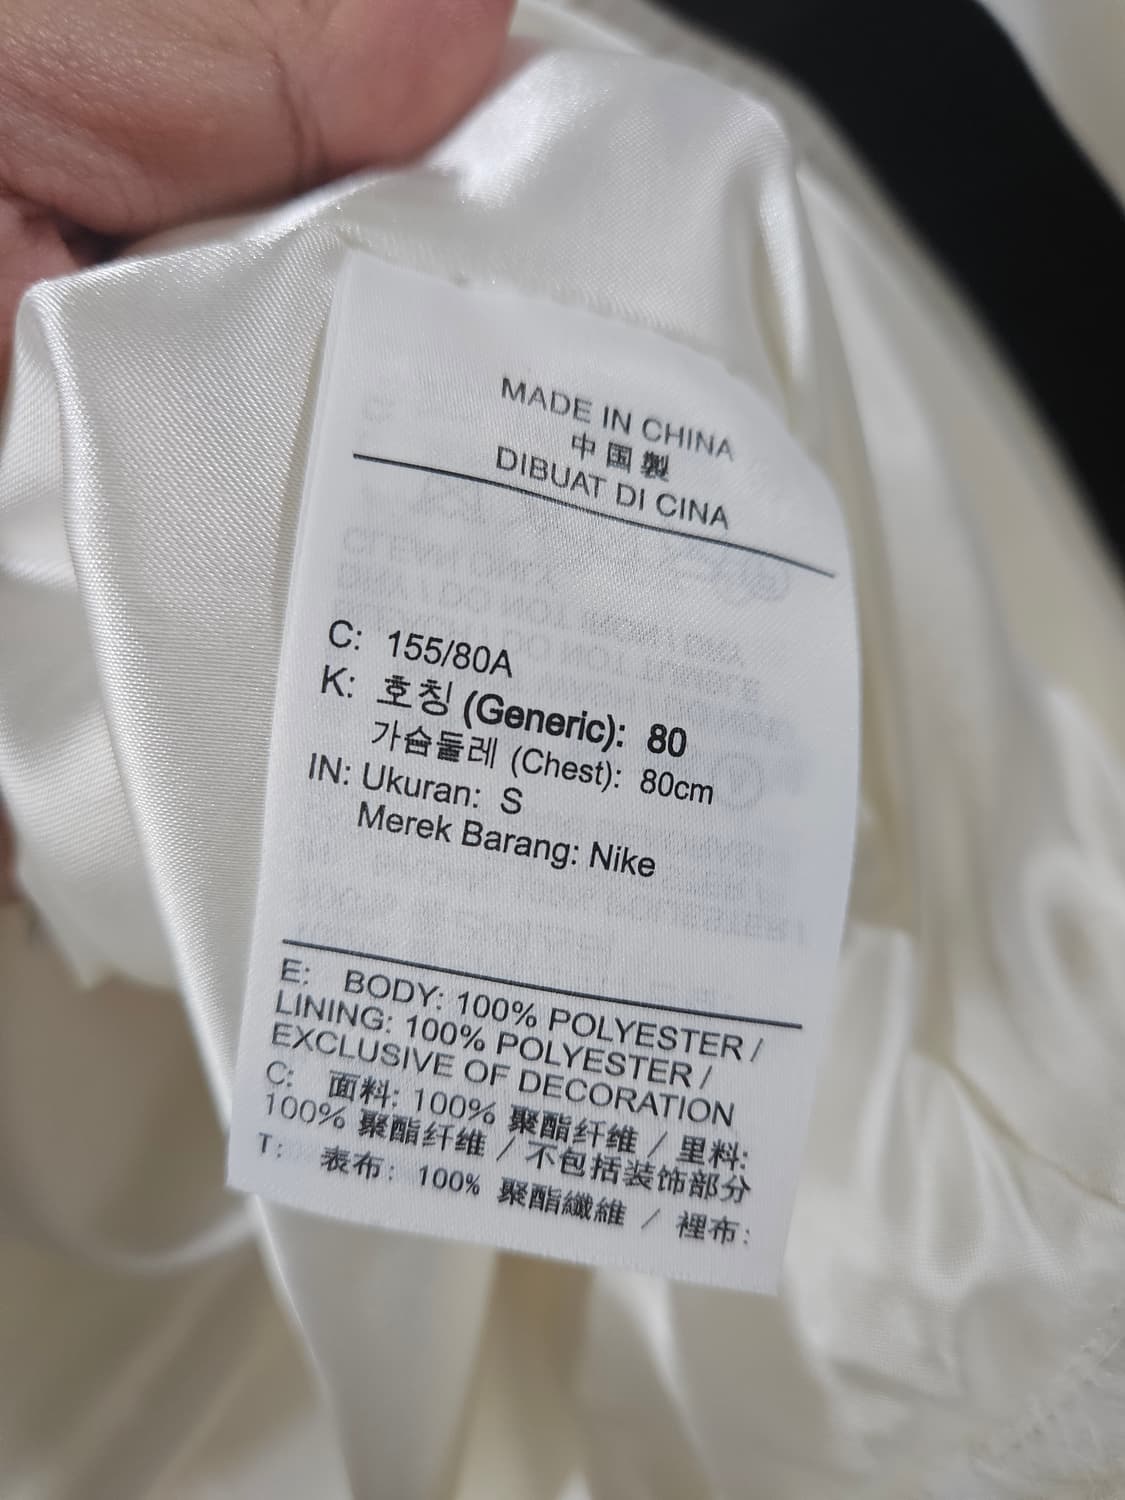 MADE IN CHINA
中国製
DIBUAT DI CINA
C: 155/80A
K: 호칭 (Generic): 80
가슴둘레 (Chest): 80cm
IN: Ukuran: S
Merek Barang: Nike
E: BODY: 100% POLYESTER /
LINING: 100% POLYESTER /
EXCLUSIVE OF DECORATION
C: 面料: 100% 聚酯纤维 / 里料:
100% 聚酯纤维 / 不包括装饰部分
T: 表布: 100% 聚酯纖維 / 裡布: